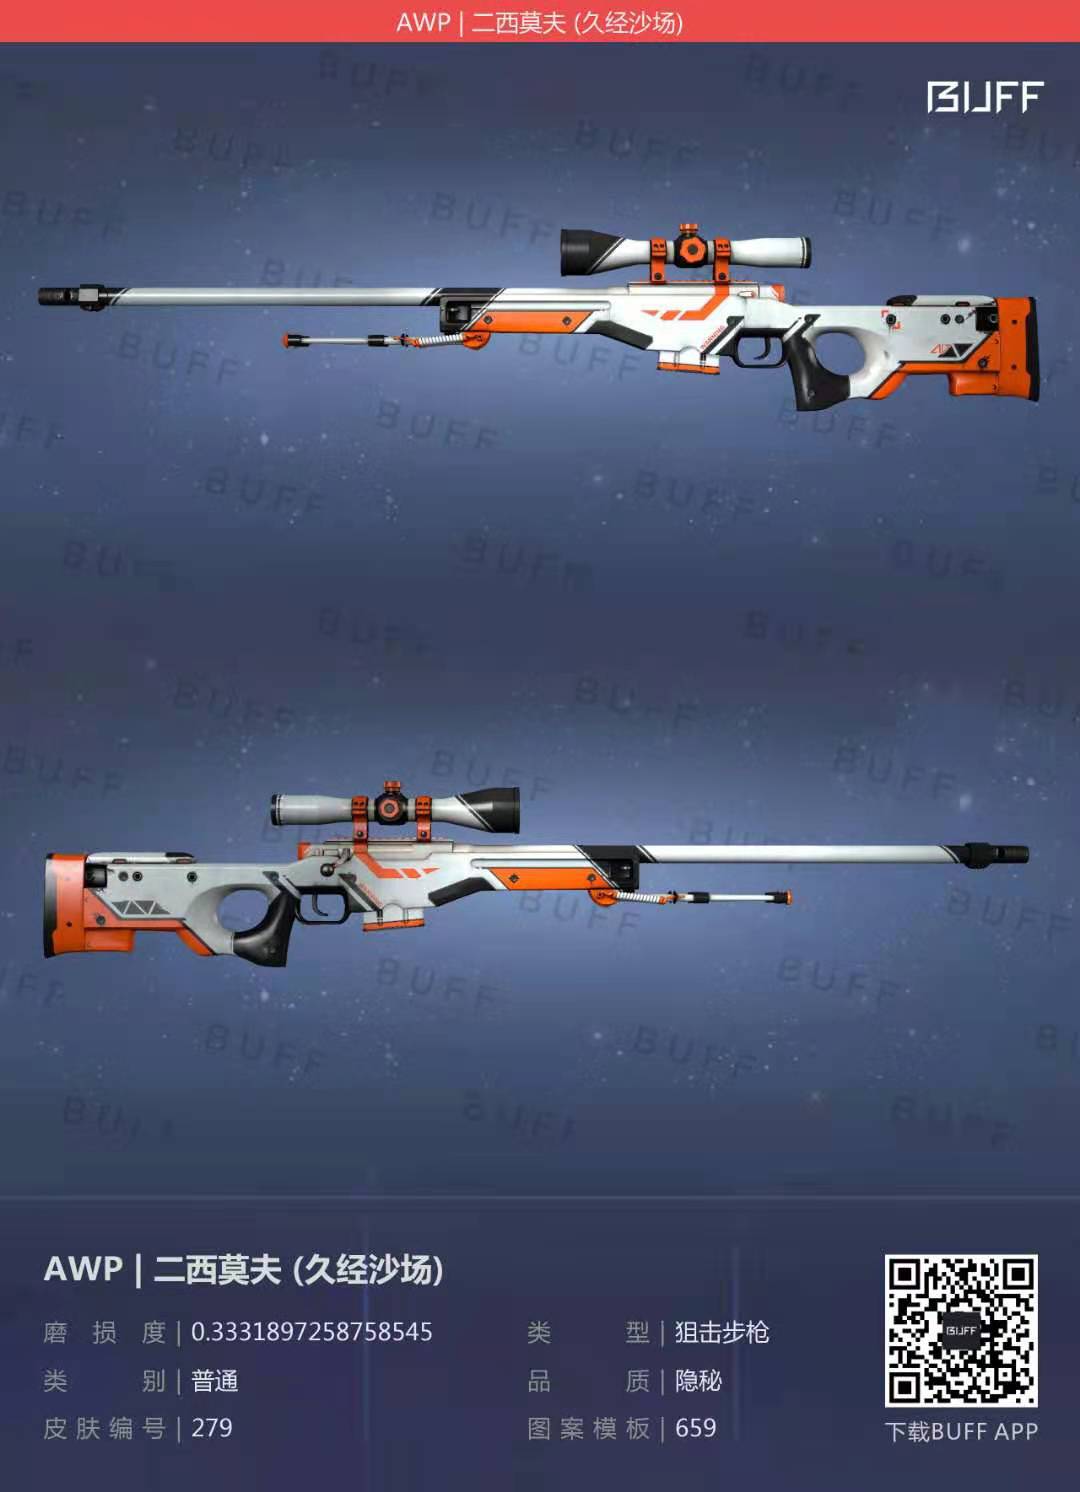 AWP | 二西莫夫 (久经沙场)
BUFF
AWP | 二西莫夫 (久经沙场)
磨损度 | 0.3331897258758545
类型 | 狙击步枪
类别 | 普通
品质 | 隐秘
皮肤编号 | 279
图案模板 | 659
BUFF
下载BUFF APP